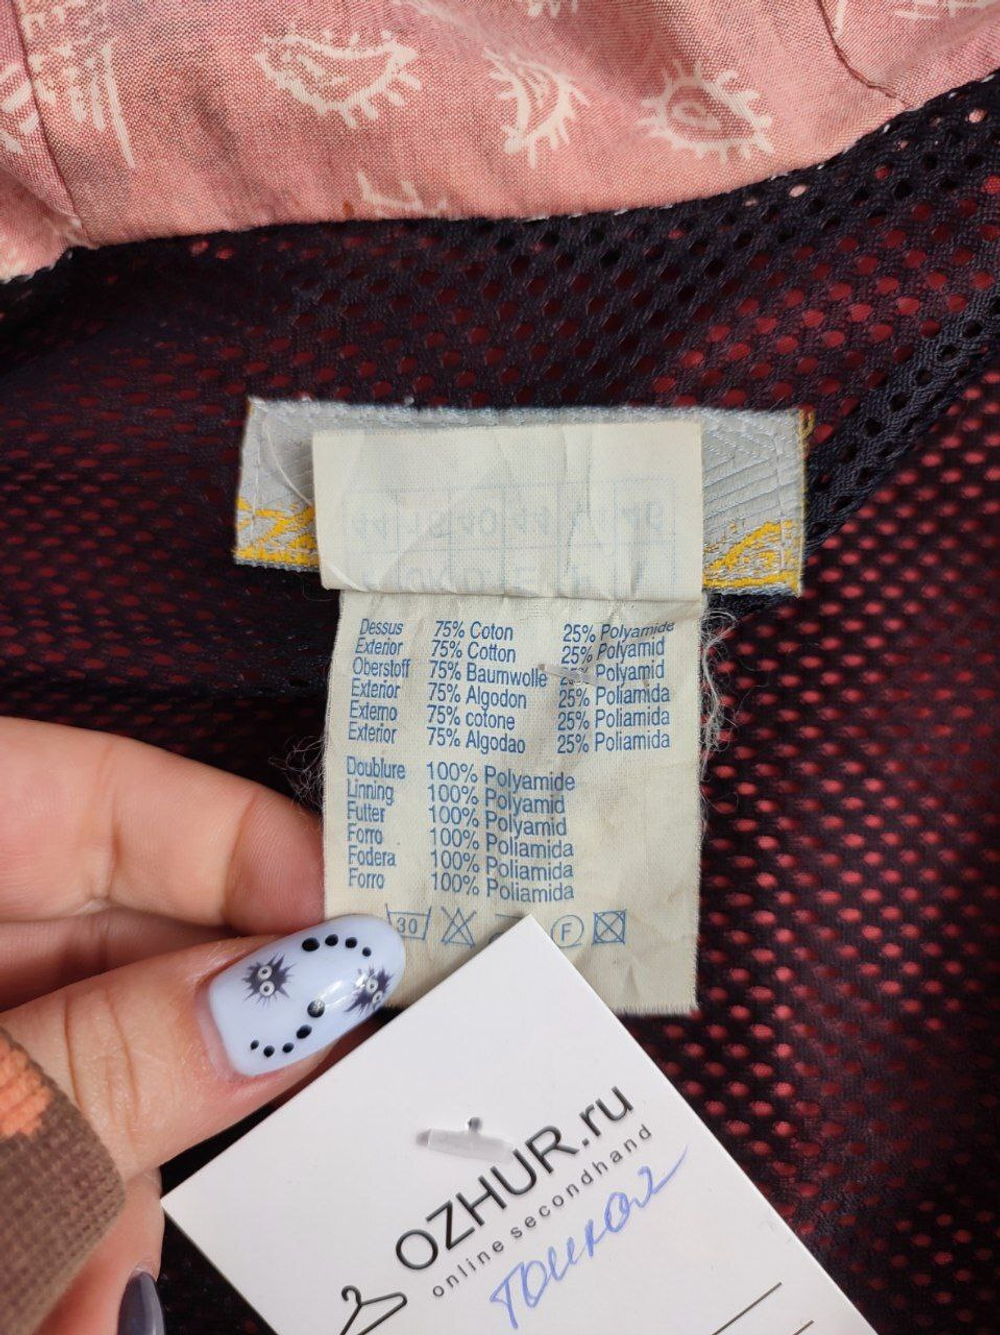 Dessus 75% Coton 25% Polyamide
Exterior 75% Cotton 25% Polyamid
Oberstoff 75% Baumwolle Polyamid
Exterior 75% Algodon 25% Poliamida
Externo 75% cotone 25% Poliamida
Exterior 75% Algodao 25% Poliamida
Doublure 100% Polyamide
Linning 100% Polyamid
Futter 100% Polyamid
Forro 100% Poliamida
Fodera 100% Poliamida
Forro 100% Poliamida
30 F
OZHUR.ru
online secondhand